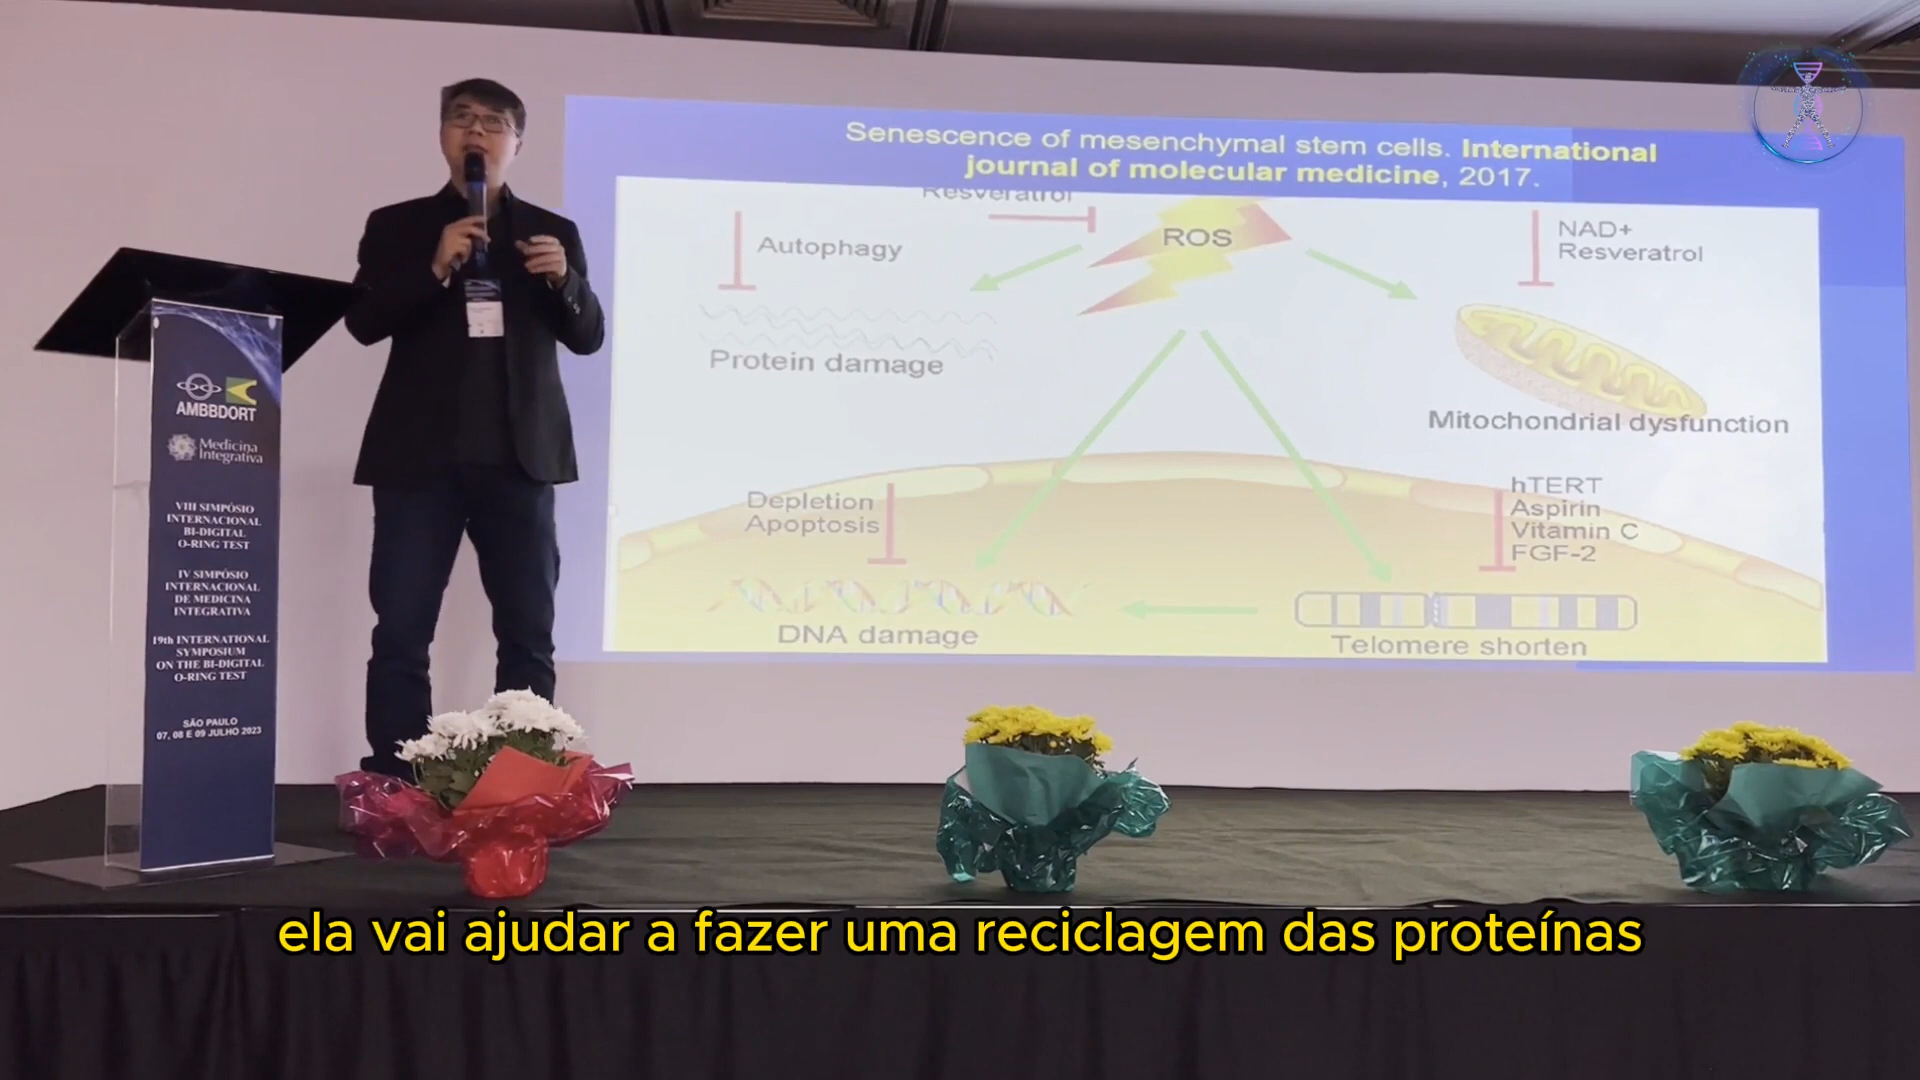 Senescence of mesenchymal stem cells. International
journal of molecular medicine, 2017.
Resveratrol
Autophagy
ROS
NAD+
Resveratrol
Protein damage
Mitochondrial dysfunction
Depletion
Apoptosis
hTERT
Aspirin
Vitamin C
FGF-2
DNA damage
Telomere shorten
AMBBDORT
Medicina
Integrativa
VIII SIMPÓSIO
INTERNACIONAL
BI-DIGITAL
O-RING TEST
IV SIMPÓSIO
INTERNACIONAL
DE MEDICINA
INTEGRATIVA
19th INTERNATIONAL
SYMPOSIUM
ON THE BI-DIGITAL
O-RING TEST
SÃO PAULO
07, 08 E 09 JULHO 2023
ela vai ajudar a fazer uma reciclagem das proteínas